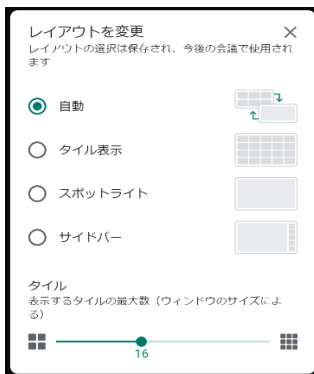 レイアウトを変更
レイアウトの選択は保存され、今後の会議で使用され
ます
自動
タイル表示
スポットライト
サイドバー
タイル
表示するタイルの最大数（ウィンドウのサイズによ
る）
16